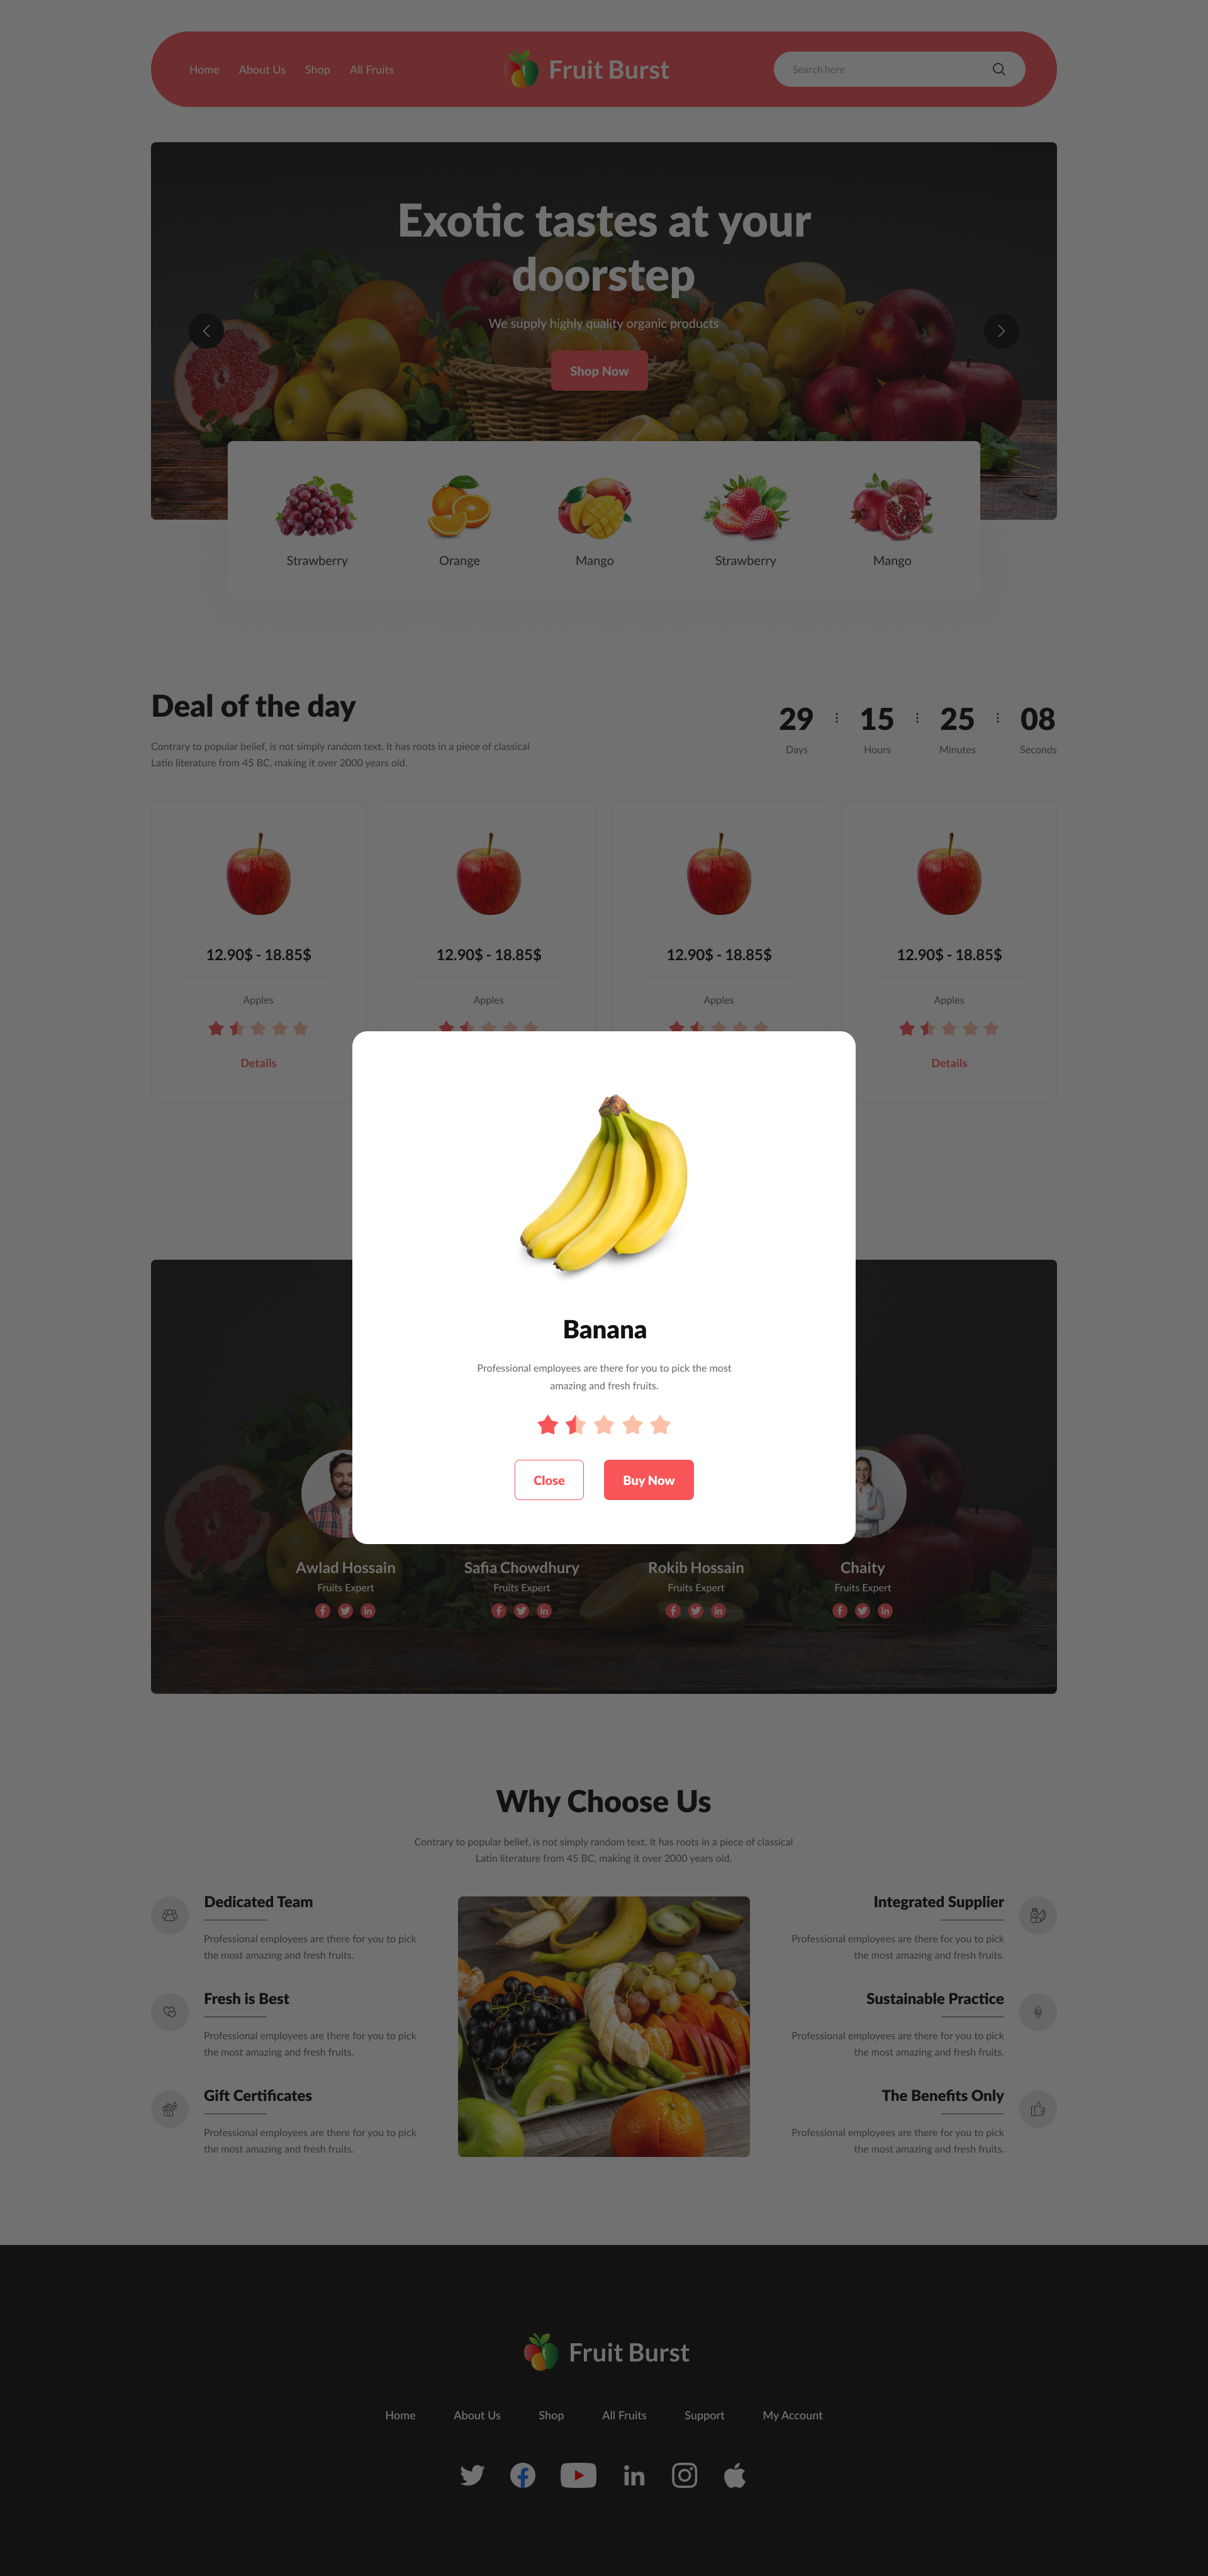 Home About Us Shop All Fruits
Fruit Burst
Search here
Exotic tastes at your
doorstep
We supply highly quality organic products
Shop Now
Strawberry Orange Mango Strawberry Mango
Deal of the day
Contrary to popular belief, is not simply random text. It has roots in a piece of classical
Latin literature from 45 BC, making it over 2000 years old.
29 : 15 : 25 : 08
Days Hours Minutes Seconds
12.90$ - 18.85$ 12.90$ - 18.85$ 12.90$ - 18.85$ 12.90$ - 18.85$
Apples Apples Apples Apples
Details Details
Banana
Professional employees are there for you to pick the most
amazing and fresh fruits.
Close Buy Now
Awlad Hossain Safia Chowdhury Rokib Hossain Chaity
Fruits Expert Fruits Expert Fruits Expert Fruits Expert
Why Choose Us
Contrary to popular belief, is not simply random text. It has roots in a piece of classical
Latin literature from 45 BC, making it over 2000 years old.
Dedicated Team
Professional employees are there for you to pick
the most amazing and fresh fruits.
Fresh is Best
Professional employees are there for you to pick
the most amazing and fresh fruits.
Gift Certificates
Professional employees are there for you to pick
the most amazing and fresh fruits.
Integrated Supplier
Professional employees are there for you to pick
the most amazing and fresh fruits.
Sustainable Practice
Professional employees are there for you to pick
the most amazing and fresh fruits.
The Benefits Only
Professional employees are there for you to pick
the most amazing and fresh fruits.
Fruit Burst
Home About Us Shop All Fruits Support My Account